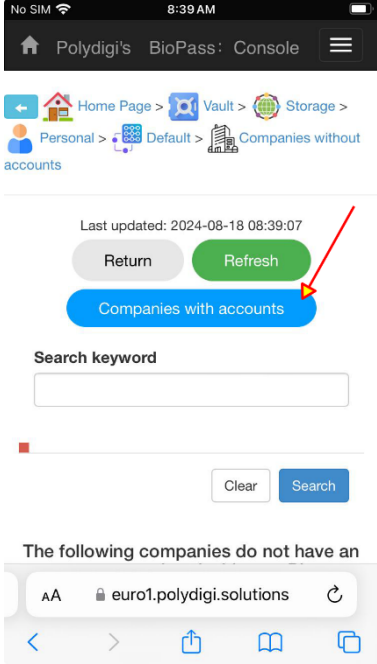 No SIM 8:39 AM
Polydigi's BioPass: Console
Home Page > Vault > Storage >
Personal > Default > Companies without
accounts
Last updated: 2024-08-18 08:39:07
Return Refresh
Companies with accounts
Search keyword
Clear Search
The following companies do not have an
AA euro1.polydigi.solutions